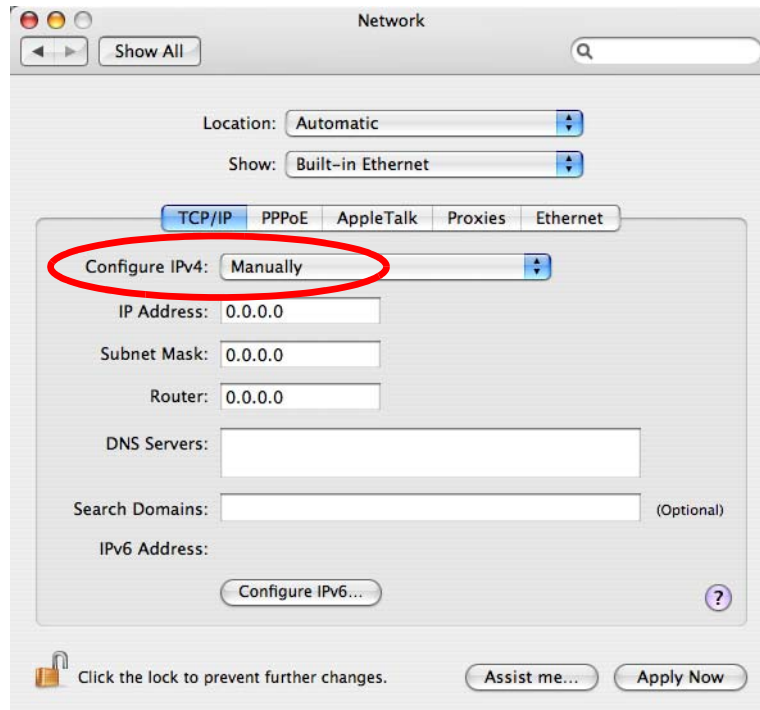 Network
Show All
Location: Automatic
Show: Built-in Ethernet
TCP/IP PPPoE AppleTalk Proxies Ethernet
Configure IPv4: Manually
IP Address: 0.0.0.0
Subnet Mask: 0.0.0.0
Router: 0.0.0.0
DNS Servers:
Search Domains: (Optional)
IPv6 Address:
Configure IPv6...
?
Click the lock to prevent further changes. Assist me... Apply Now